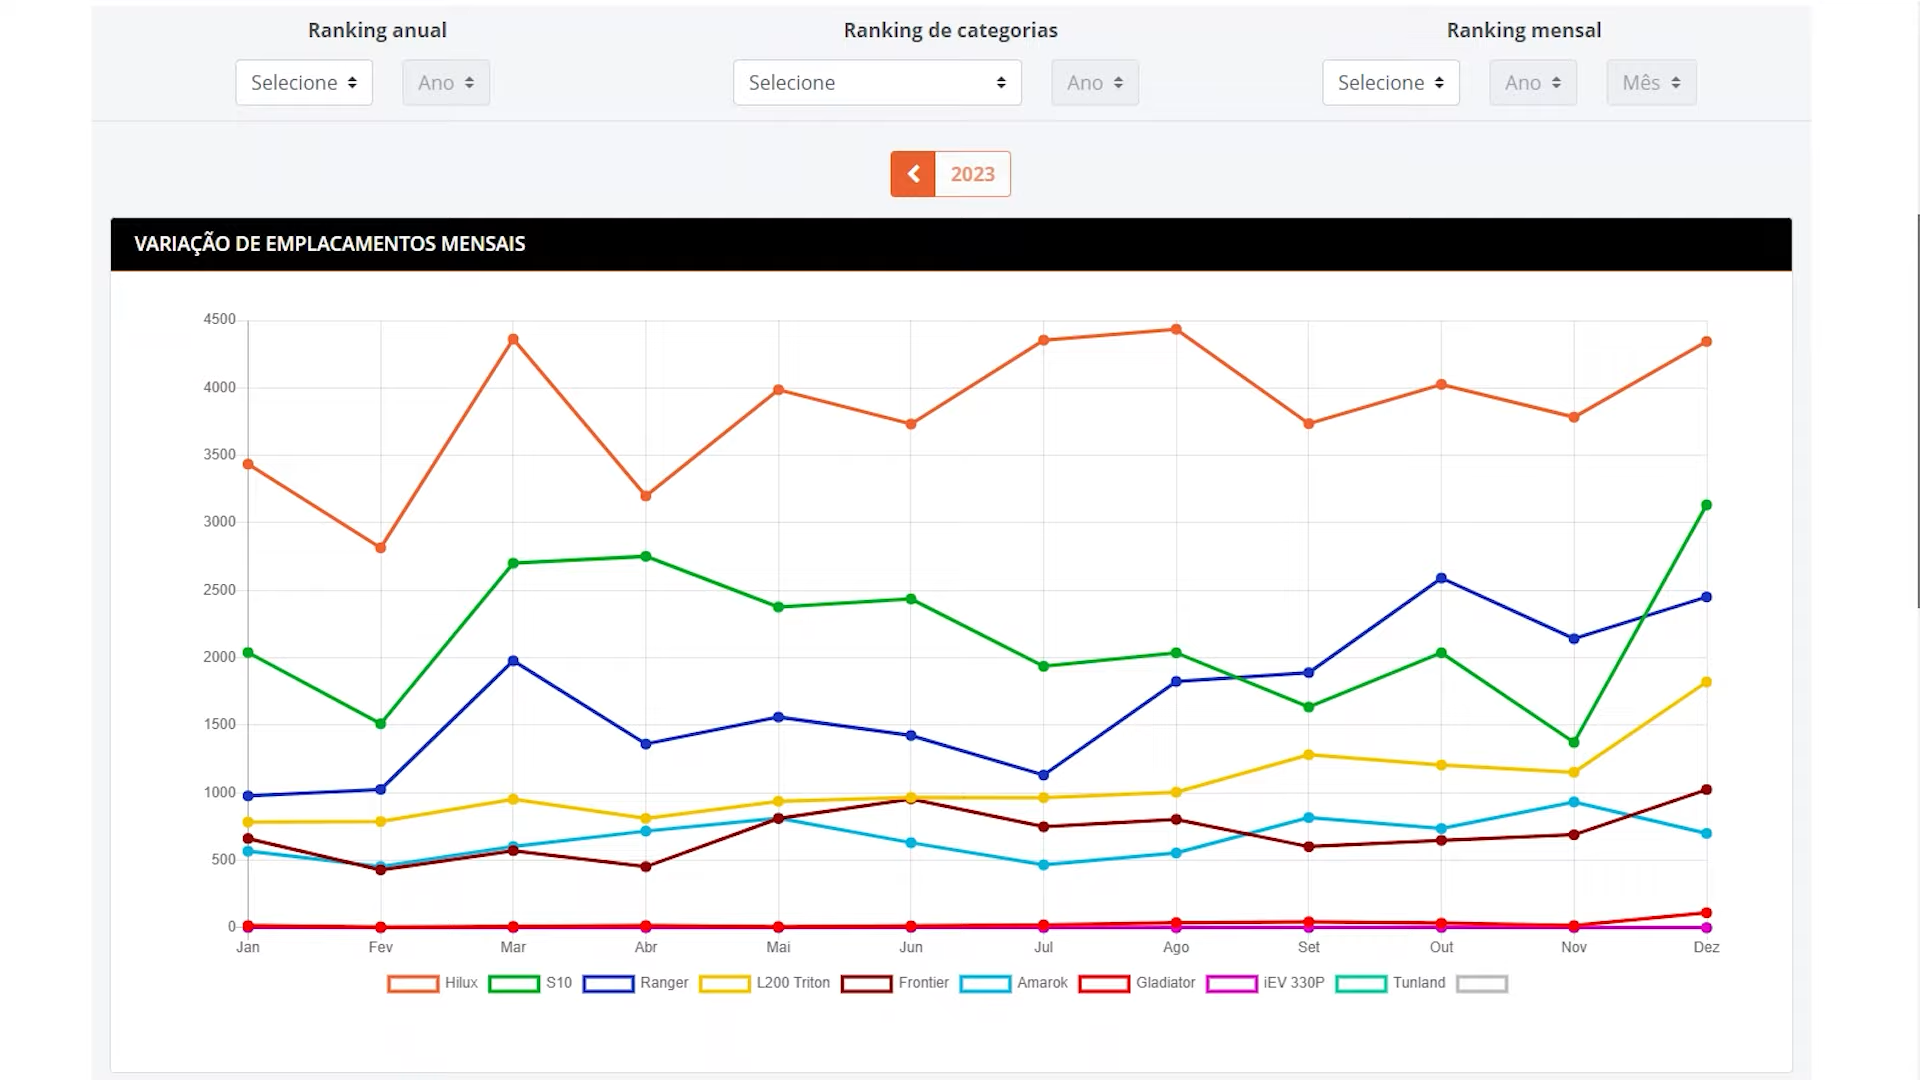 Ranking anual
Ranking de categorias
Ranking mensal
Selecione
Ano
Selecione
Ano
Selecione
Ano
Mês
2023
VARIAÇÃO DE EMPLACAMENTOS MENSAIS
4500
4000
3500
3000
2500
2000
1500
1000
500
0
Jan Fev Mar Abr Mai Jun Jul Ago Set Out Nov Dez
Hilux S10 Ranger L200 Triton Frontier Amarok Gladiator iEV 330P Tunland